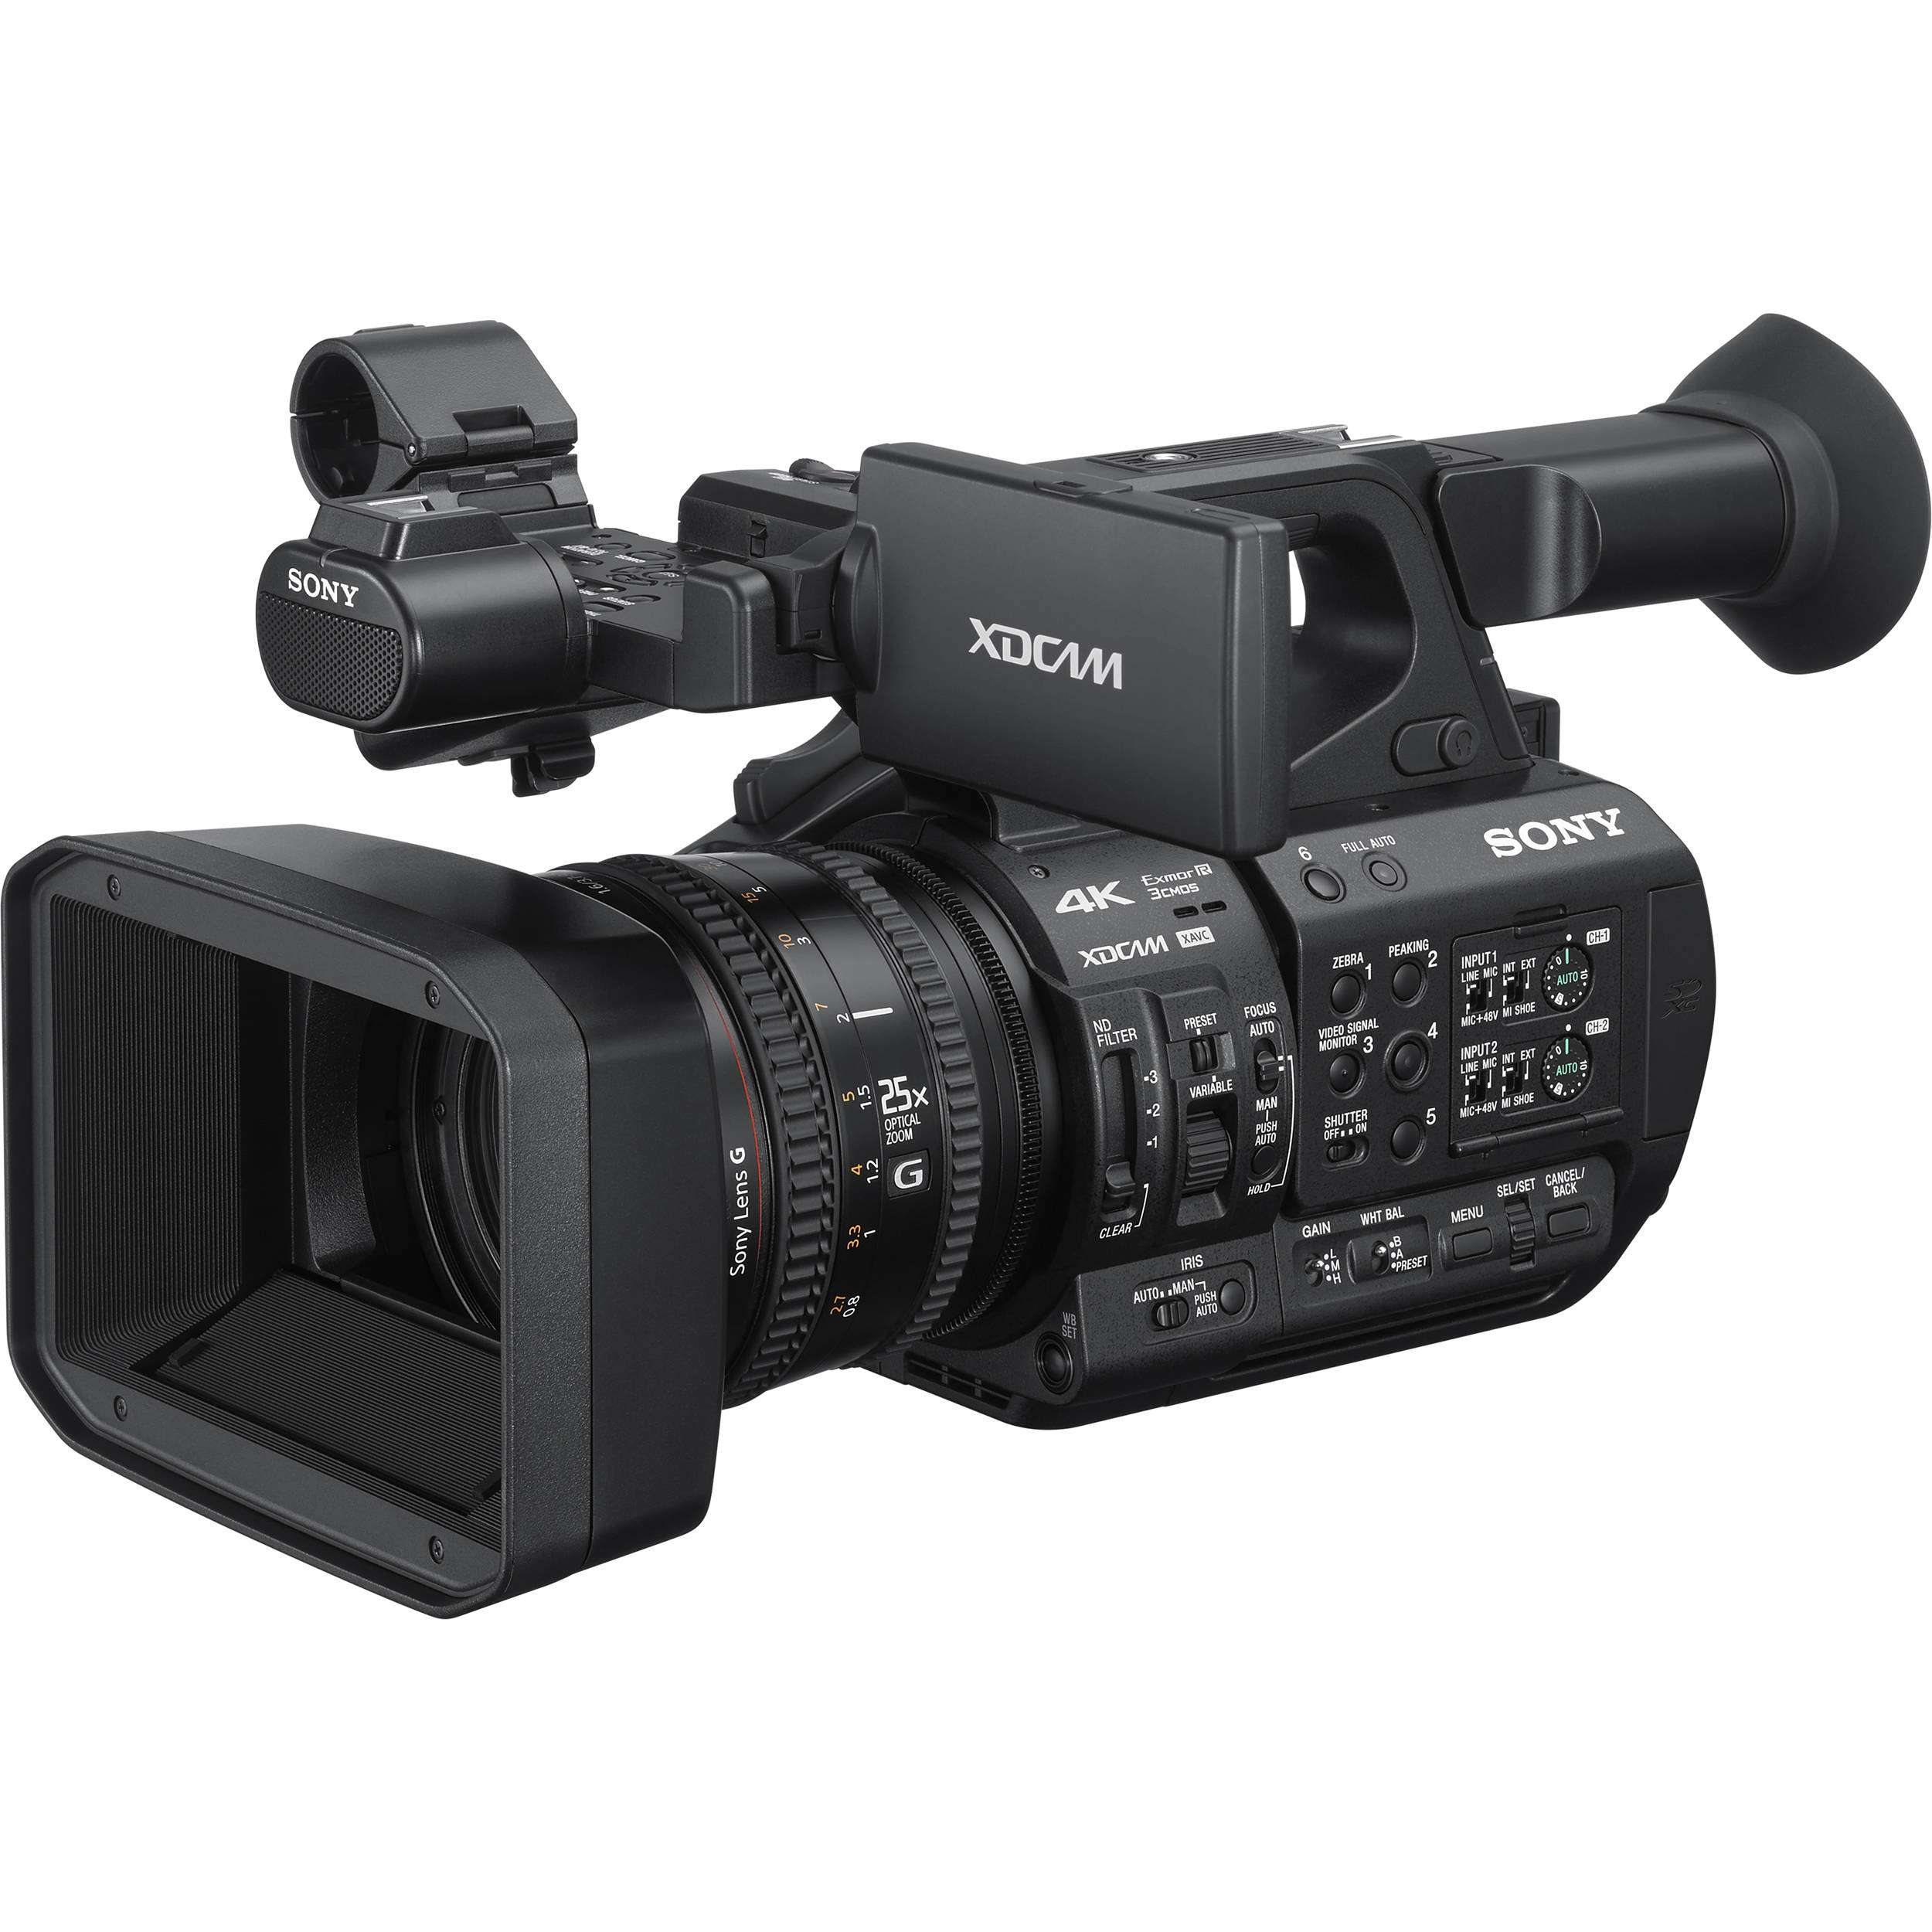 SONY
XDCAM
SONY
6
FULL AUTO
4K
Exmor R
3CMOS
XDCAM XAVC
ZEBRA
1
PEAKING
2
VIDEO SIGNAL
MONITOR 3
4
SHUTTER
OFF ON
5
INPUT1
LINE MIC
INT EXT
MIC+48V
MI SHOE
CH-1
0
AUTO
10
INPUT2
LINE MIC
INT EXT
MIC+48V
MI SHOE
CH-2
0
AUTO
10
ND
FILTER
3
2
1
CLEAR
PRESET
VARIABLE
FOCUS
AUTO
MAN
PUSH
AUTO
HOLD
GAIN
L
M
H
WHT BAL
B
A
PRESET
MENU
SEL/SET
CANCEL/
BACK
IRIS
AUTO MAN
PUSH
AUTO
WB
SET
Sony Lens G
25x
OPTICAL
ZOOM
G
15 5
10 3
7 2
5 1.5
4 1.2
3.3 1
2.7 0.8